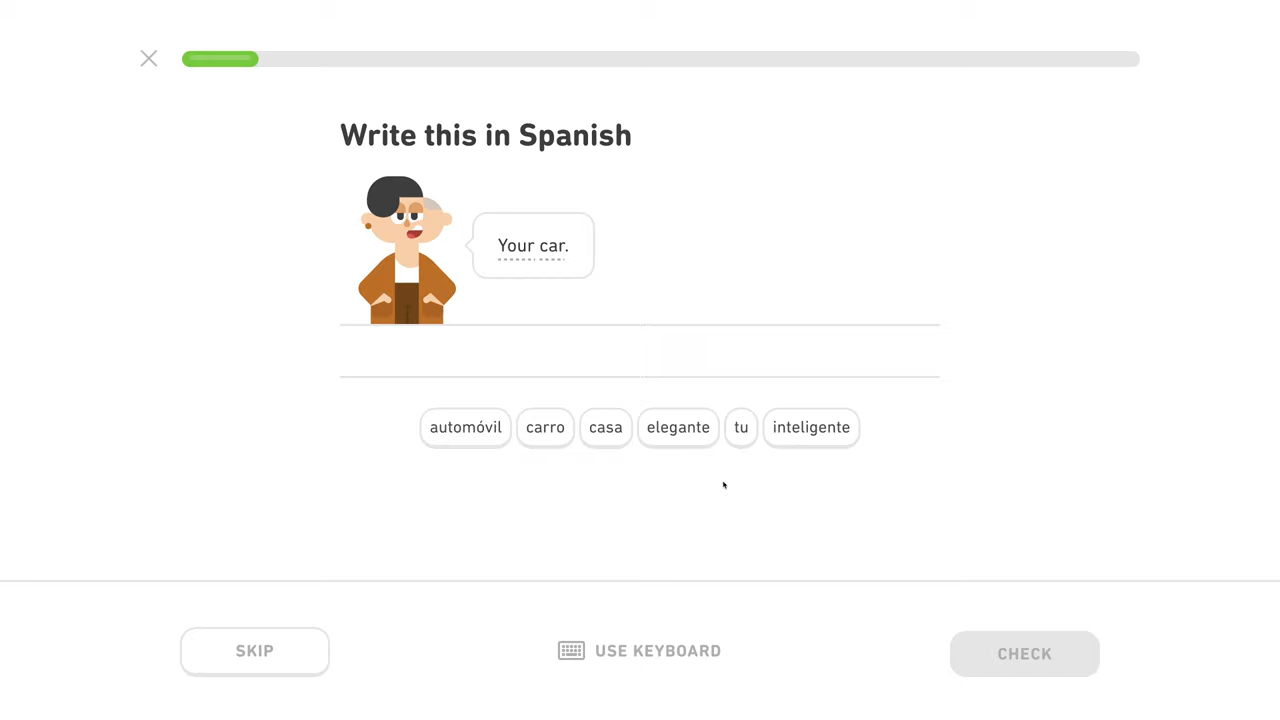 Write this in Spanish
Your car.
automóvil carro casa elegante tu inteligente
SKIP USE KEYBOARD CHECK